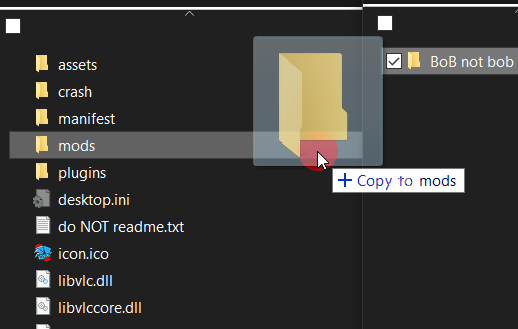 assets
BoB not bob
crash
manifest
mods
plugins
Copy to mods
desktop.ini
do NOT readme.txt
icon.ico
libvlc.dll
libvlccore.dll